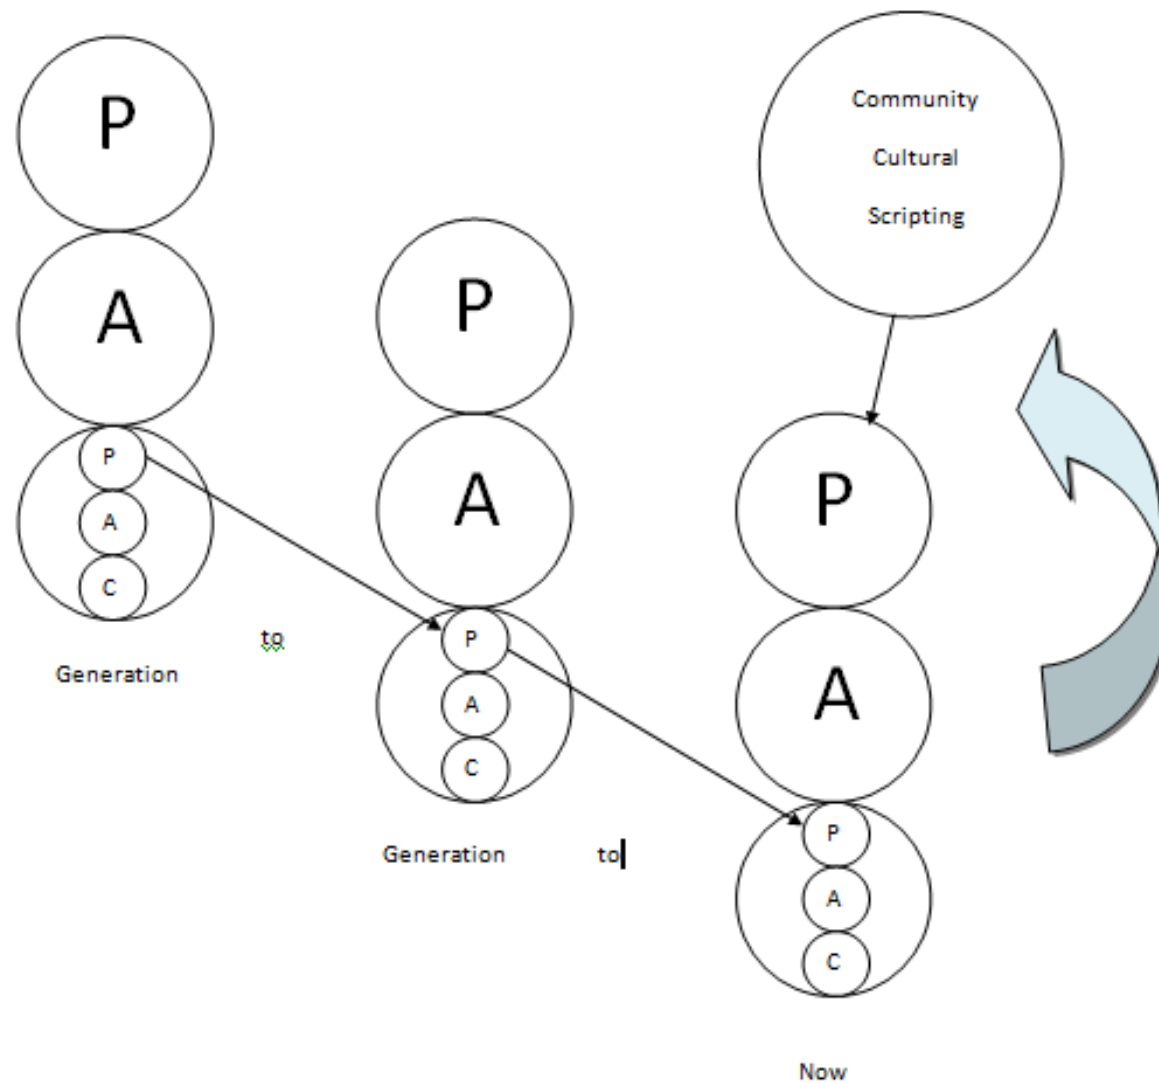 P
A
P
A
C
Generation
to
P
A
P
A
C
Generation
to
Community
Cultural
Scripting
P
A
P
A
C
Now